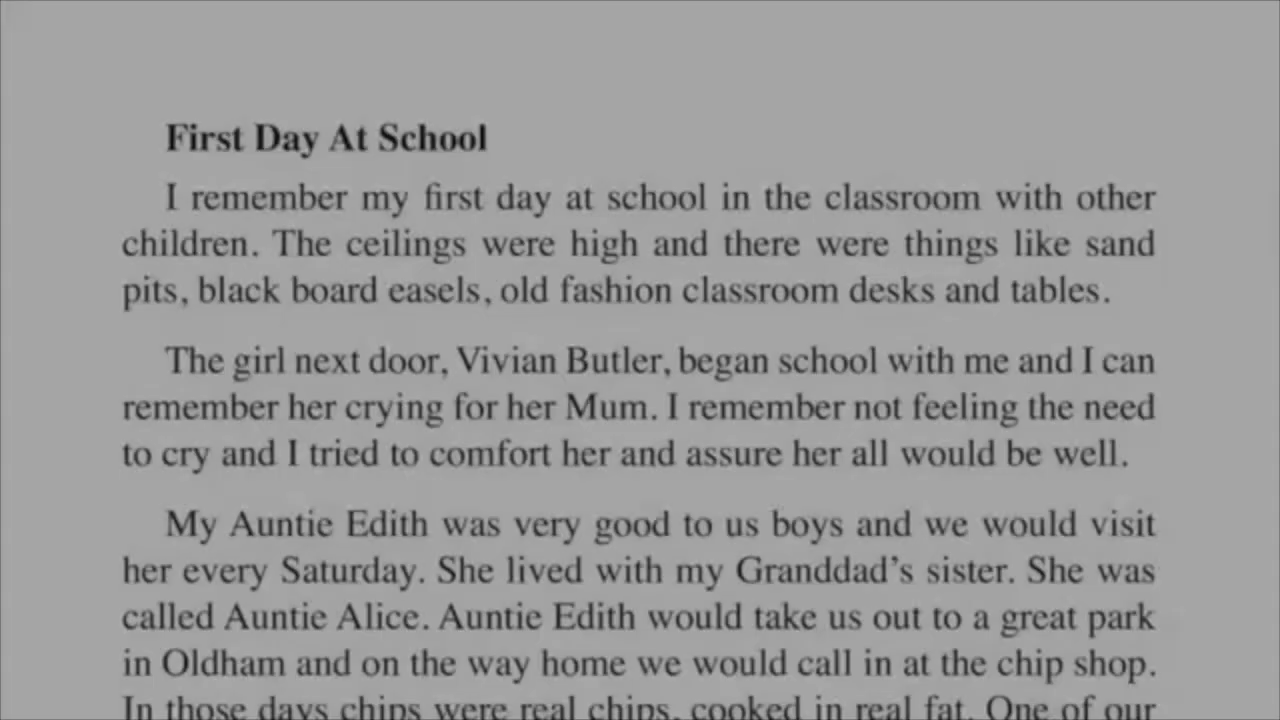 First Day At School
I remember my first day at school in the classroom with other
children. The ceilings were high and there were things like sand
pits, black board easels, old fashion classroom desks and tables.
The girl next door, Vivian Butler, began school with me and I can
remember her crying for her Mum. I remember not feeling the need
to cry and I tried to comfort her and assure her all would be well.
My Auntie Edith was very good to us boys and we would visit
her every Saturday. She lived with my Granddad's sister. She was
called Auntie Alice. Auntie Edith would take us out to a great park
in Oldham and on the way home we would call in at the chip shop.
In those days chips were real chips, cooked in real fat. One of our